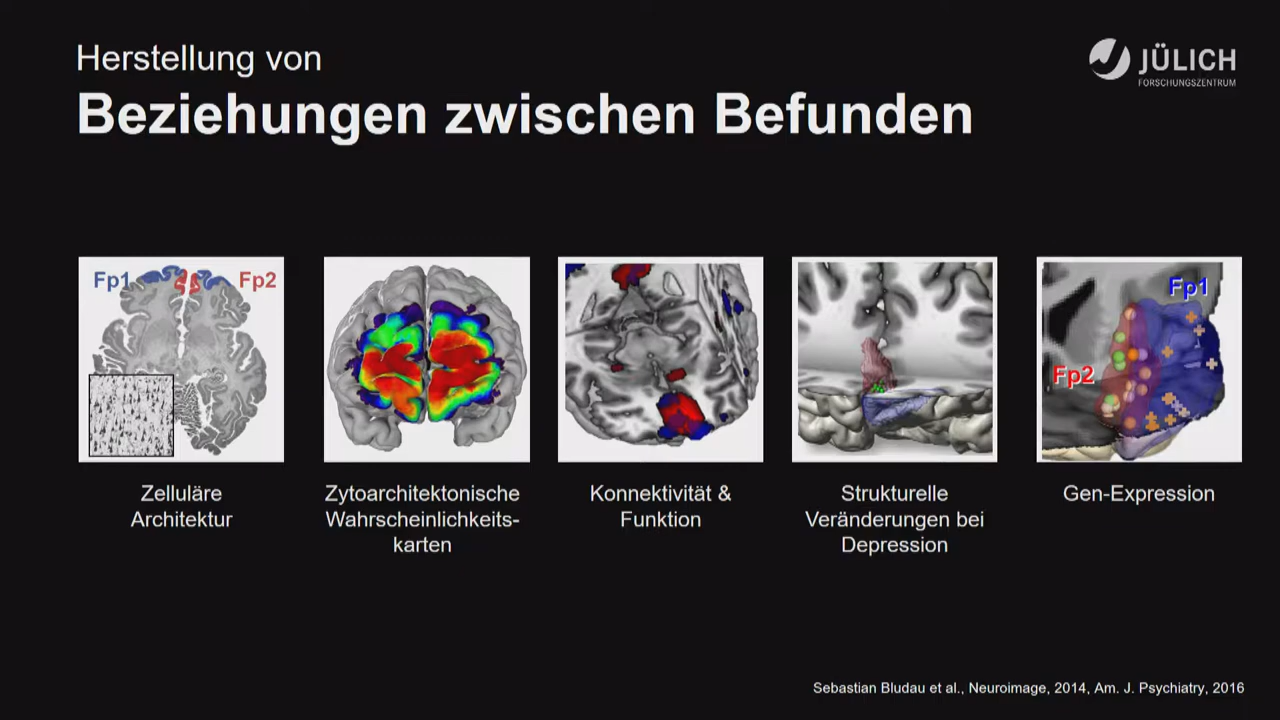 Herstellung von
Beziehungen zwischen Befunden
JÜLICH
FORSCHUNGSZENTRUM
Fp1
Fp2
Fp1
Fp2
Zelluläre
Architektur
Zytoarchitektonische
Wahrscheinlichkeits-
karten
Konnektivität &
Funktion
Strukturelle
Veränderungen bei
Depression
Gen-Expression
Sebastian Bludau et al., Neuroimage, 2014, Am. J. Psychiatry, 2016